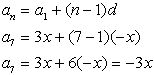 aₙ = a₁ + (n − 1)d
a₇ = 3x + (7 − 1)(−x)
a₇ = 3x + 6(−x) = −3x